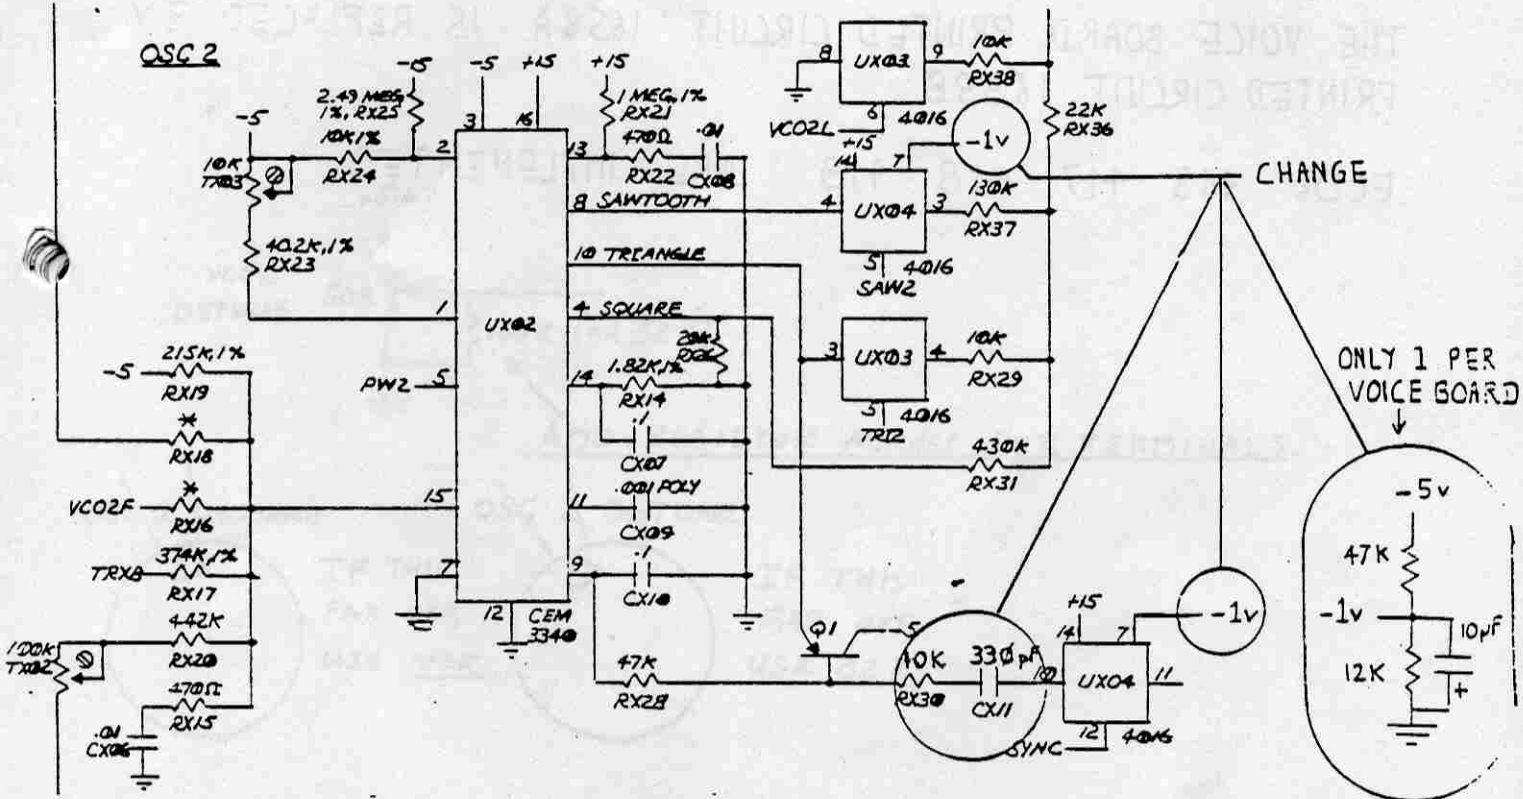 OSC 2
-15
-5
+15
+15
2.49 MEG,
1%, RX25
1 MEG, 1%
RX21
-5
10K 1%
RX24
10K
TX03
40.2K, 1%
RX23
3
16
2
13
470Ω
RX22
.01
CX08
8 SAWTOOTH
10 TRIANGLE
4 SQUARE
1
UX02
PW2
5
14
1.82K, 1%
RX14
.1
CX07
11
.001 POLY
CX09
9
.1
CX10
15
7
12
CEM
3340
-5
215K, 1%
RX19
*
RX18
VCO2F
*
RX16
TRX8
374K, 1%
RX17
442K
RX20
100K
TX02
470Ω
RX15
.01
CX06
8
UX03
9
10K
RX38
6
4016
VCO2L
22K
RX36
+15
14
7
-1v
4
UX04
3
130K
RX37
5
4016
SAW2
CHANGE
3
UX03
4
10K
RX29
5
4016
430K
RX31
47K
RX28
Q1
-5
10K
RX30
330pF
CX11
10
+15
14
7
-1v
UX04
11
12
4016
SYNC
ONLY 1 PER
VOICE BOARD
-5v
47K
-1v
10µF
12K
+